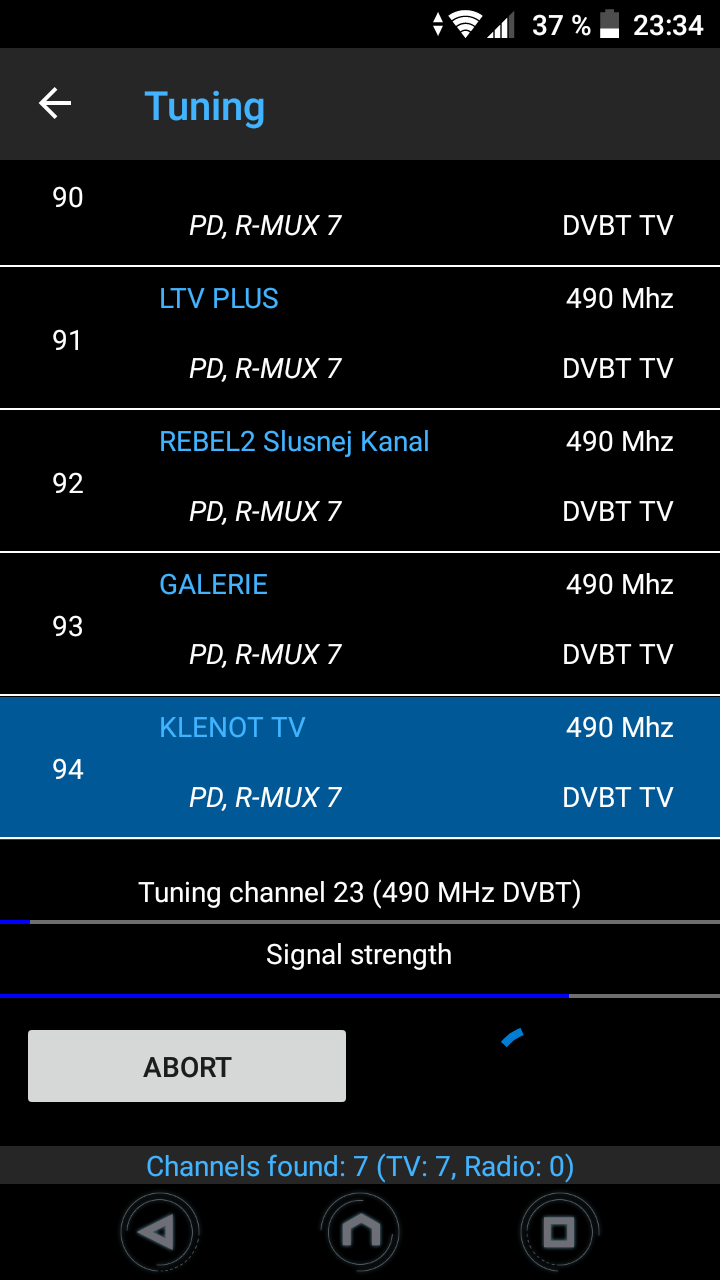 37 % 23:34
Tuning
90
PD, R-MUX 7 DVBT TV
LTV PLUS 490 Mhz
91
PD, R-MUX 7 DVBT TV
REBEL2 Slusnej Kanal 490 Mhz
92
PD, R-MUX 7 DVBT TV
GALERIE 490 Mhz
93
PD, R-MUX 7 DVBT TV
KLENOT TV 490 Mhz
94
PD, R-MUX 7 DVBT TV
Tuning channel 23 (490 MHz DVBT)
Signal strength
ABORT
Channels found: 7 (TV: 7, Radio: 0)